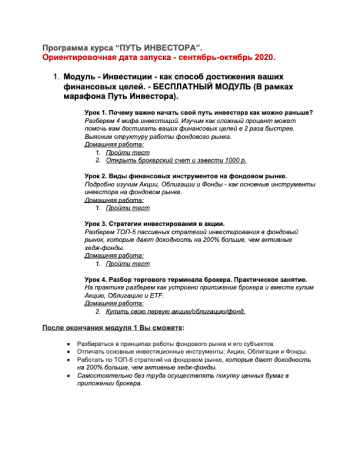 Программа курса “ПУТЬ ИНВЕСТОРА”.
Ориентировочная дата запуска - сентябрь-октябрь 2020.
1. Модуль - Инвестиции - как способ достижения ваших
финансовых целей. - БЕСПЛАТНЫЙ МОДУЛЬ (В рамках
марафона Путь Инвестора).
Урок 1. Почему важно начать свой путь инвестора как можно раньше?
Разберем 4 мифа инвестиций. Изучим как сложный процент может
помочь вам достигать ваших финансовых целей в 2 раза быстрее.
Выясним структуру работы фондового рынка.
Домашняя работа:
1. Пройти тест
2. Открыть брокерский счет и завести 1000 р.
Урок 2. Виды финансовых инструментов на фондовом рынке.
Подробно изучим Акции, Облигации и Фонды - как основные инструменты
инвестора на фондовом рынке.
Домашняя работа:
1. Пройти тест
Урок 3. Стратегии инвестирования в акции.
Разберем ТОП-5 пассивных стратегий инвестирования в фондовый
рынок, которые дают доходность на 200% больше, чем активные
хедж-фонды.
Домашняя работа:
1. Пройти тест
Урок 4. Разбор торгового терминала брокера. Практическое занятие.
На практике разберем как устроено приложение брокера и вместе купим
Акцию, Облигацию и ETF.
Домашняя работа:
2. Купить свою первую акцию/облигацию/фонд.
После окончания модуля 1 Вы сможете:
● Разбираться в принципах работы фондового рынка и его субъектов.
● Отличать основные инвестиционные инструменты: Акции, Облигации и Фонды.
● Работать по ТОП-5 стратегий на фондовом рынке, которые дают доходность
на 200% больше, чем активные хедж-фонды.
● Самостоятельно без труда осуществлять покупку ценных бумаг в
приложении брокера.